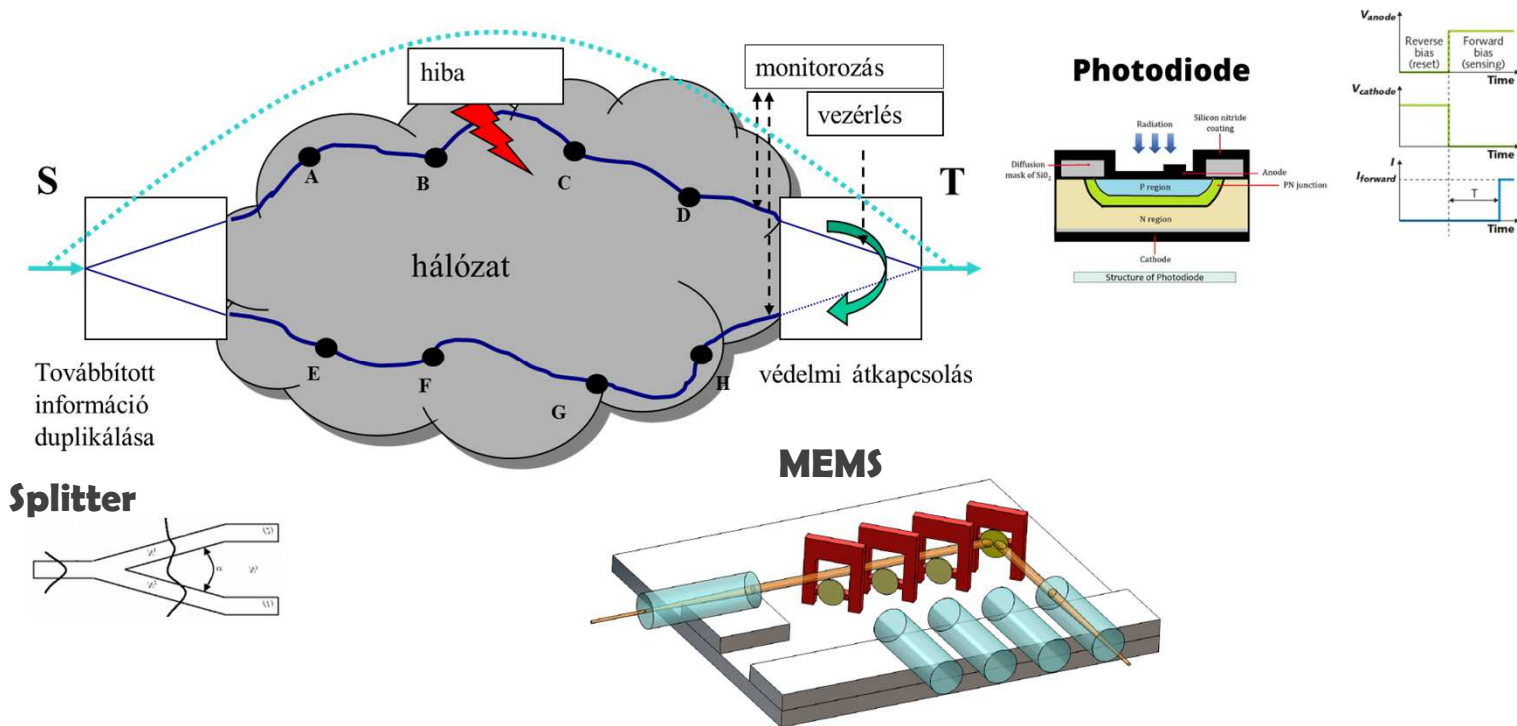 hiba
monitorozás
vezérlés
S
T
A
B
C
D
hálózat
E
F
G
H
Továbbított
információ
duplikálása
védelmi átkapcsolás
Photodiode
Radiation
Silicon nitride
coating
Diffusion
mask of SiO₂
Anode
P region
PN junction
N region
Cathode
Structure of Photodiode
Vanode
Reverse
bias
(reset)
Forward
bias
(sensing)
Time
Vcathode
Time
I
Iforward
T
Time
Splitter
α
MEMS